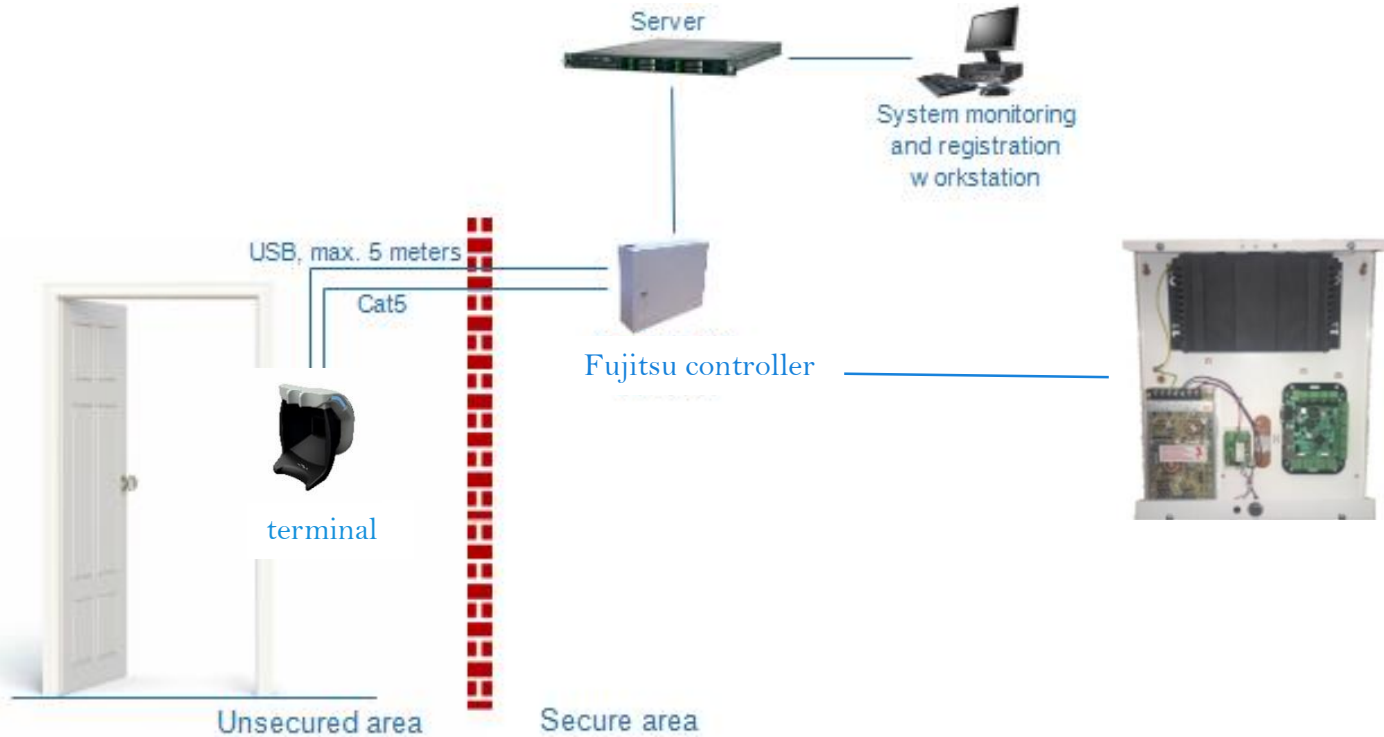 Server
System monitoring
and registration
w orkstation
USB, max. 5 meters
Cat5
Fujitsu controller
terminal
Unsecured area
Secure area